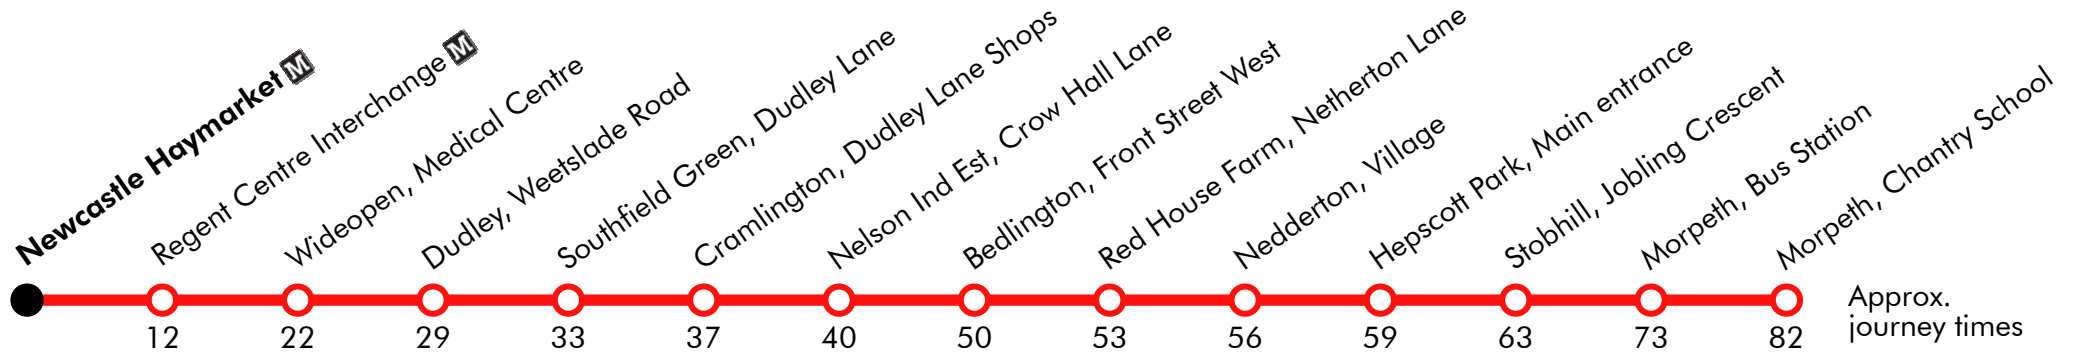 Newcastle Haymarket M
Regent Centre Interchange M
Wideopen, Medical Centre
Dudley, Weetslade Road
Southfield Green, Dudley Lane
Cramlington, Dudley Lane Shops
Nelson Ind Est, Crow Hall Lane
Bedlington, Front Street West
Red House Farm, Netherton Lane
Nedderton, Village
Hepscott Park, Main entrance
Stobhill, Jobling Crescent
Morpeth, Bus Station
Morpeth, Chantry School
12 22 29 33 37 40 50 53 56 59 63 73 82
Approx.
journey times